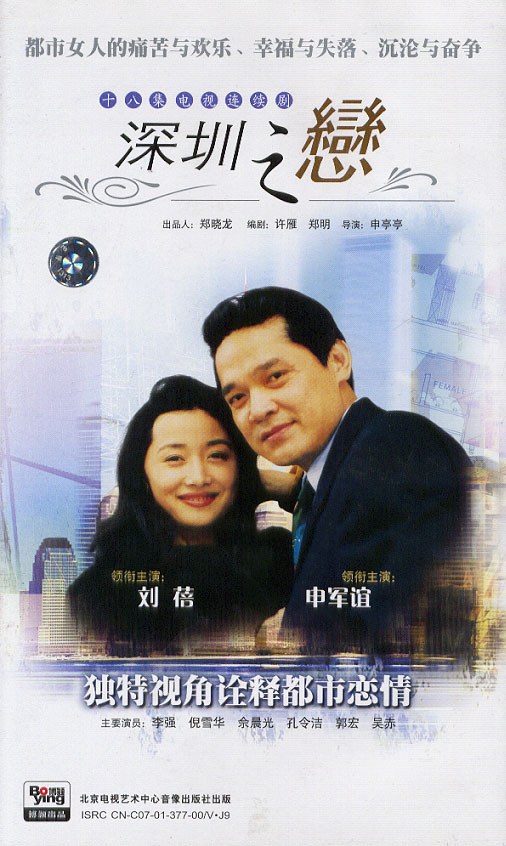 都市女人的痛苦与欢乐、幸福与失落、沉沦与奋争
十八集电视连续剧
深圳之戀
出品人：郑晓龙 编剧：许雁 郑明 导演：申亭亭
1 FEMALE
领衔主演：
刘蓓
领衔主演：
申军谊
独特视角诠释都市恋情
主要演员：李强 倪雪华 佘晨光 孔令洁 郭宏 吴赤
Boying 博映
北京电视艺术中心音像出版社出版
ISRC CN-C07-01-377-00/V·J9